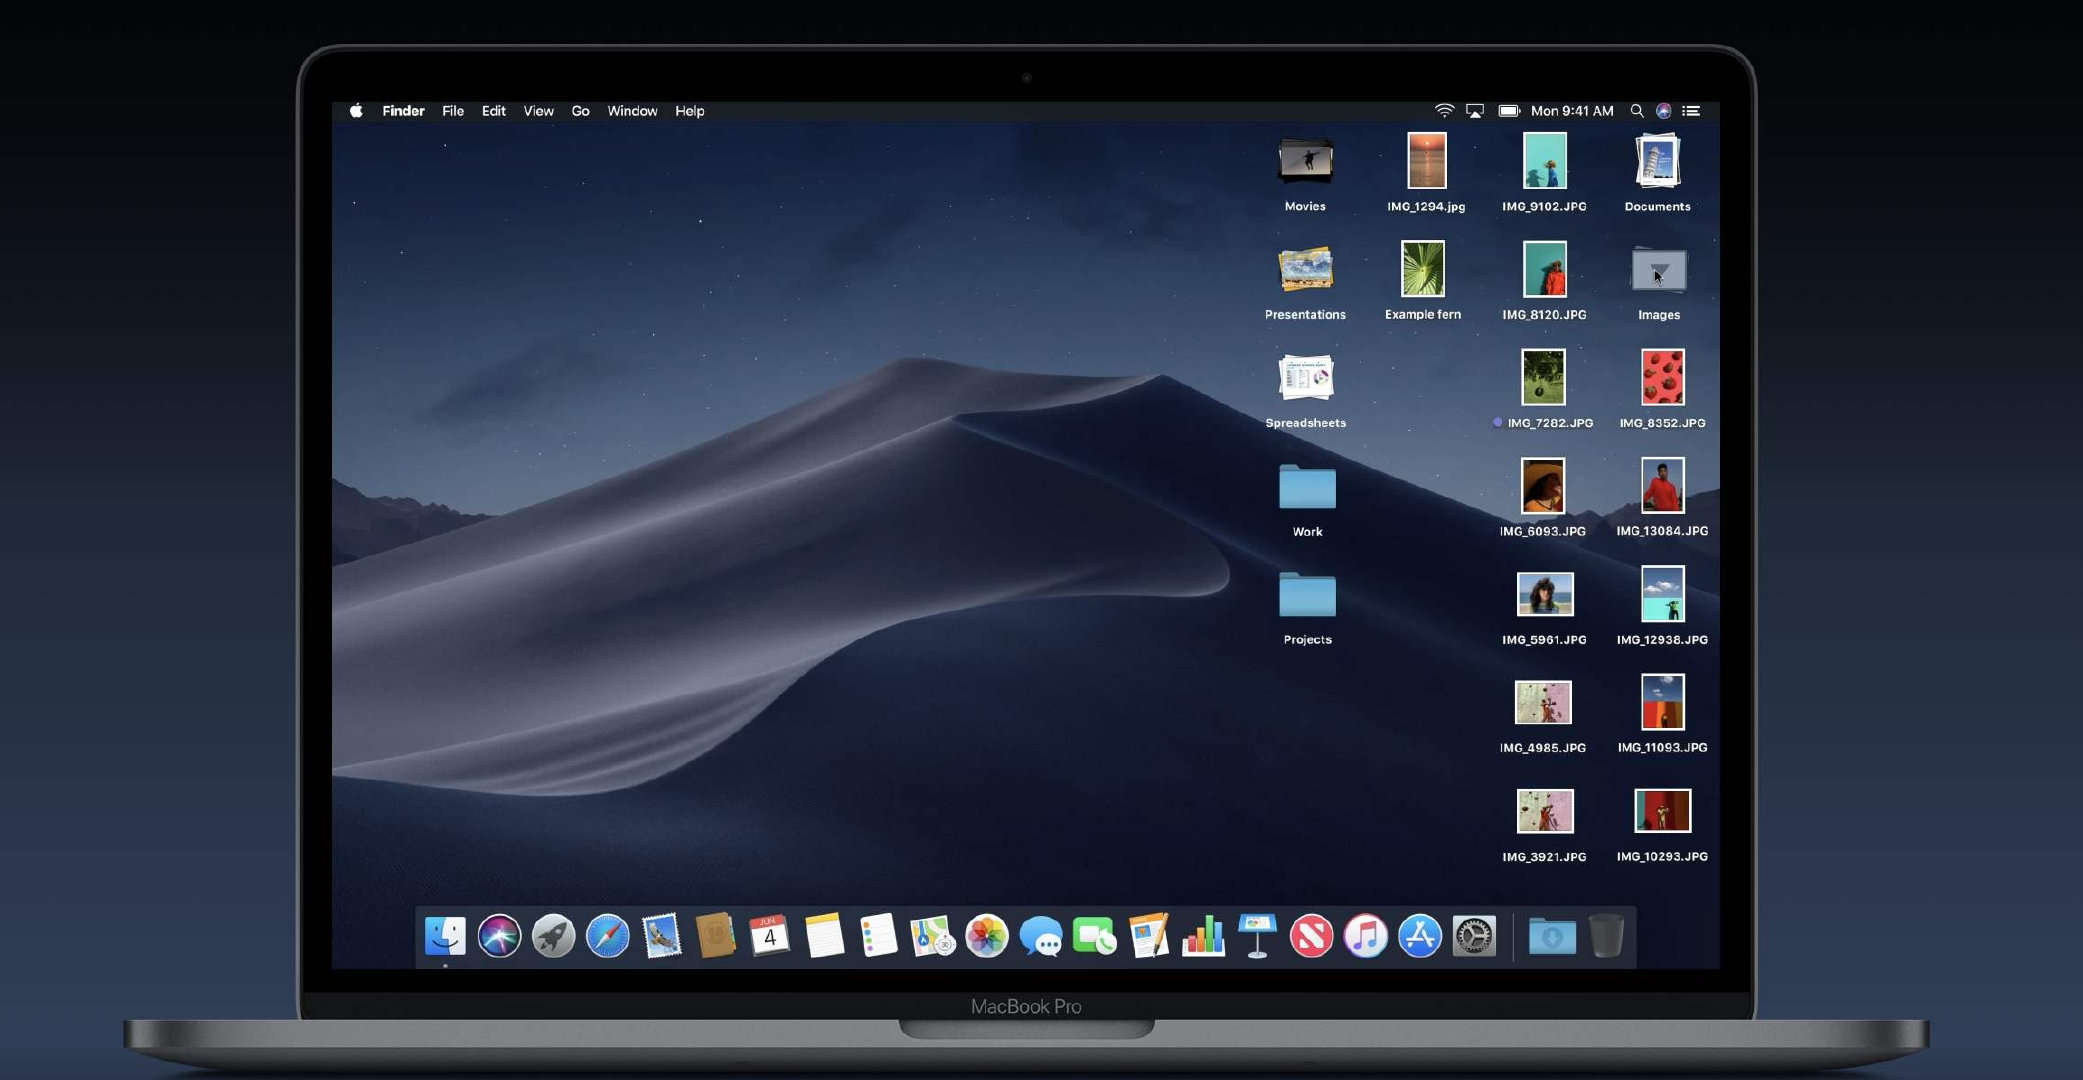 Finder File Edit View Go Window Help Mon 9:41 AM
Movies IMG_1294.jpg IMG_9102.JPG Documents
Presentations Example fern IMG_8120.JPG Images
Spreadsheets IMG_7282.JPG IMG_8352.JPG
Work IMG_6093.JPG IMG_13084.JPG
Projects IMG_5961.JPG IMG_12938.JPG
IMG_4985.JPG IMG_11093.JPG
IMG_3921.JPG IMG_10293.JPG
JUN
4
MacBook Pro